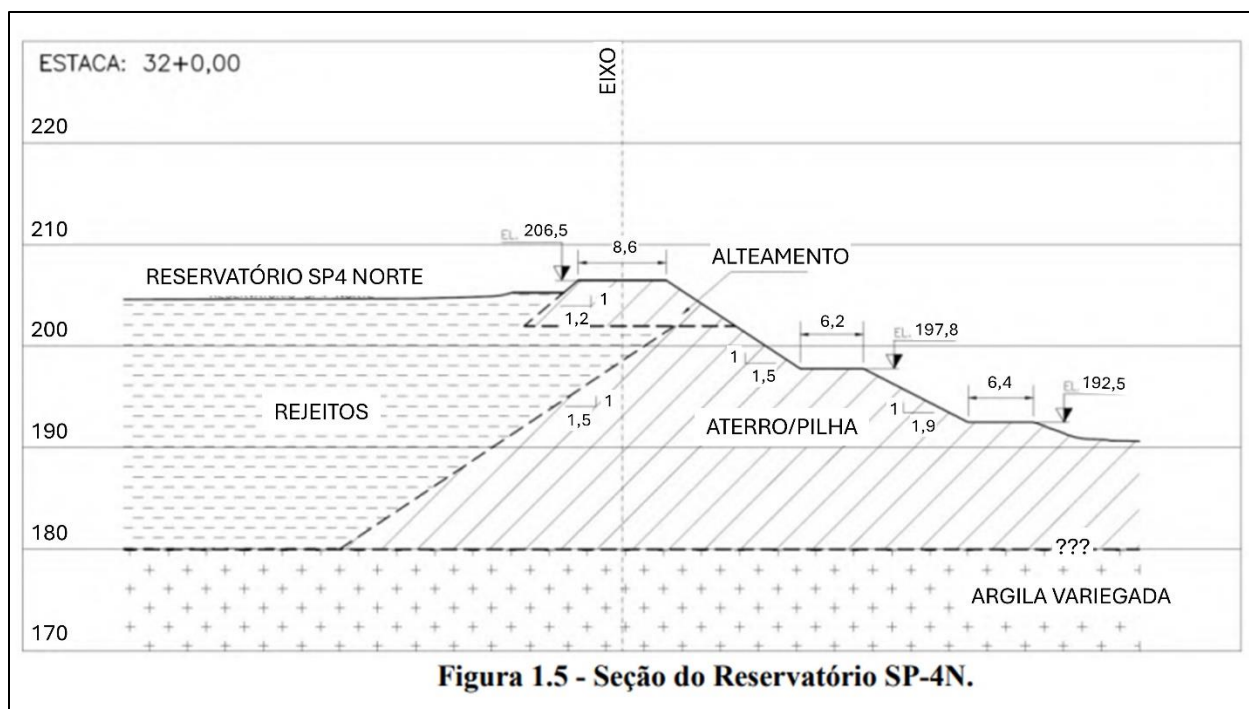 ESTACA: 32+0,00
EIXO
220
210
EL. 206,5
8,6
ALTEAMENTO
RESERVATÓRIO SP4 NORTE
1
1,2
200
6,2
EL. 197,8
1
1,5
6,4
EL. 192,5
REJEITOS
1
1,5
ATERRO/PILHA
1
1,9
190
180
???
ARGILA VARIEGADA
170
Figura 1.5 - Seção do Reservatório SP-4N.